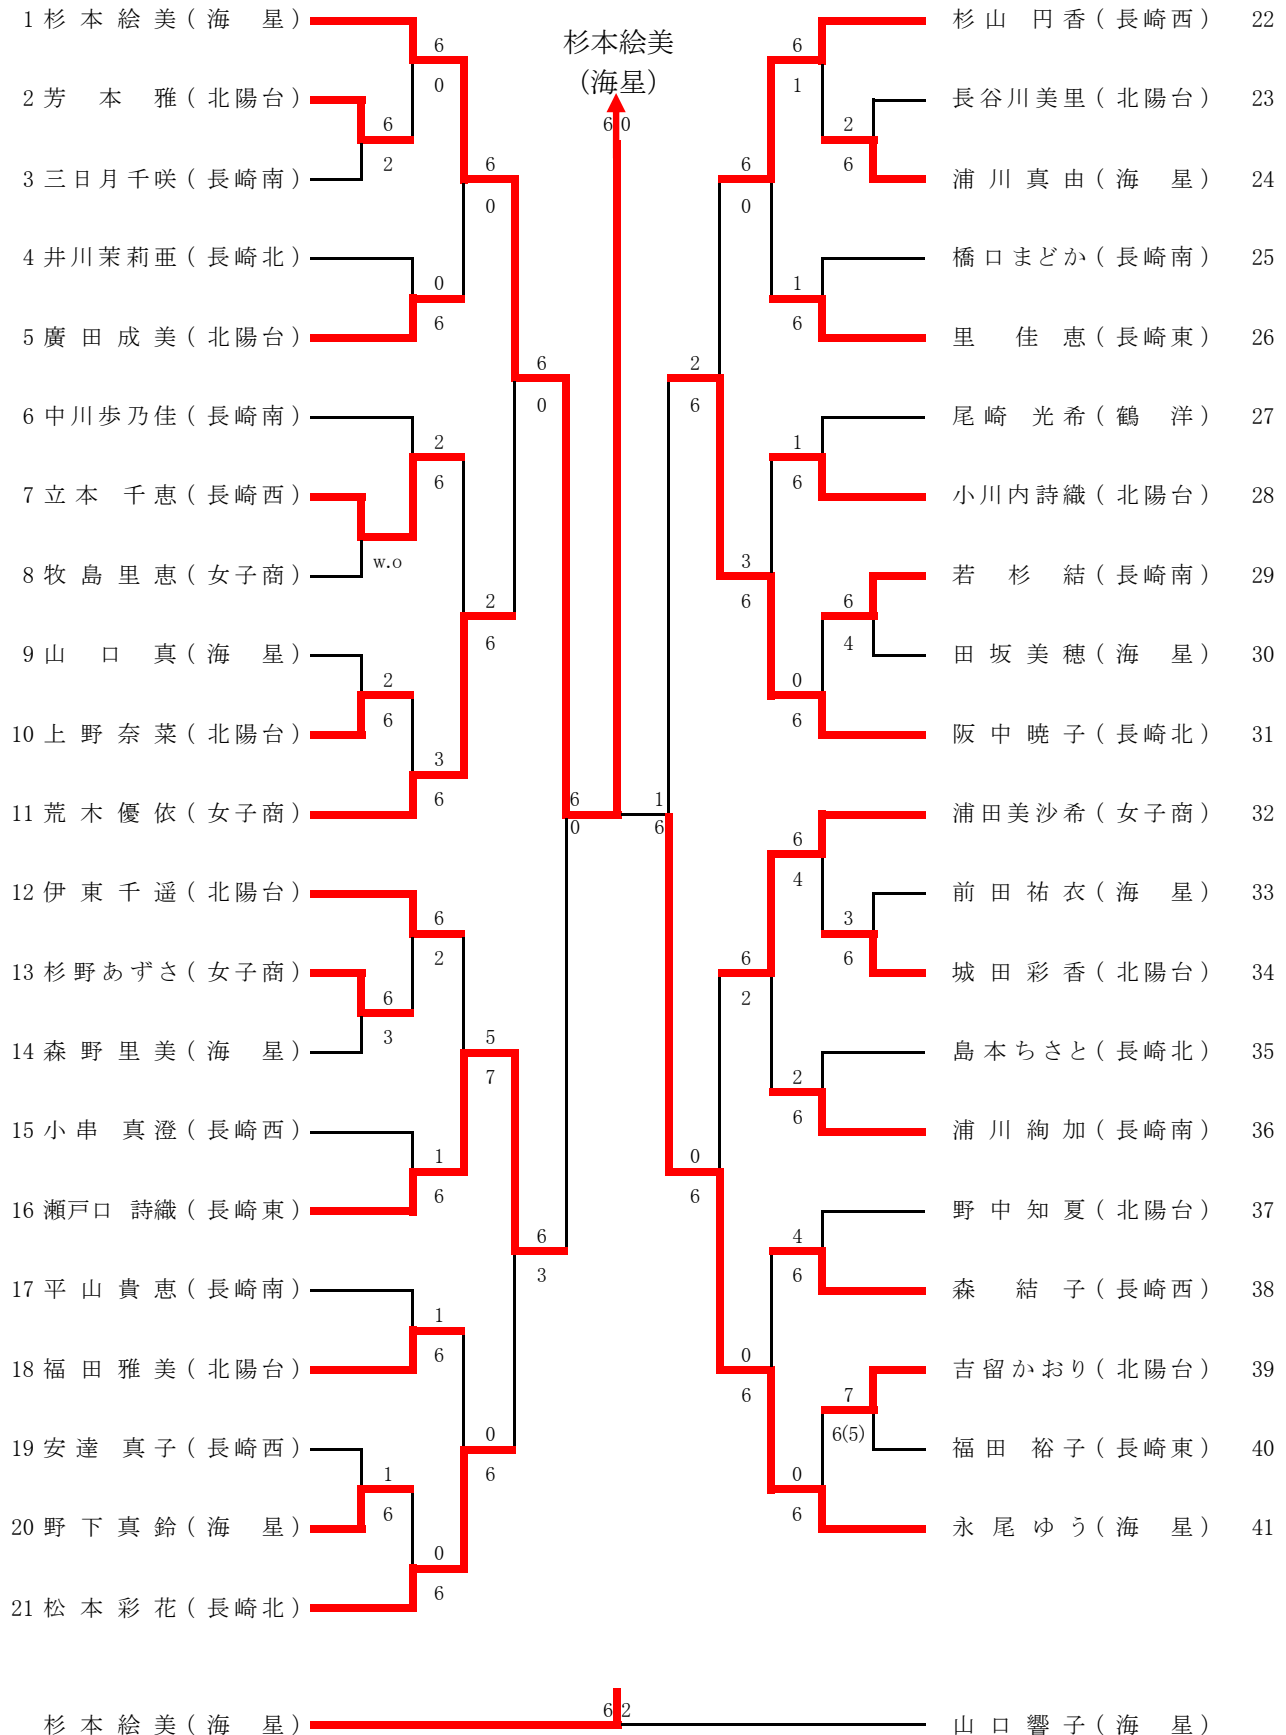 杉本絵美
(海星)
6 0
1 杉本絵美(海　星)
2 芳　本　雅(北陽台)
3 三日月千咲(長崎南)
4 井川茉莉亜(長崎北)
5 廣田成美(北陽台)
6 中川歩乃佳(長崎南)
7 立本　千恵(長崎西)
8 牧島里恵(女子商)
9 山　口　真(海　星)
10 上野奈菜(北陽台)
11 荒木優依(女子商)
12 伊東千遥(北陽台)
13 杉野あずさ(女子商)
14 森野里美(海　星)
15 小串　真澄(長崎西)
16 瀬戸口　詩織(長崎東)
17 平山貴恵(長崎南)
18 福田雅美(北陽台)
19 安達　真子(長崎西)
20 野下真鈴(海　星)
21 松本彩花(長崎北)
6
2
w.o
2
6
6
3
1
6
6
0
0
6
2
6
3
6
6
2
1
6
1
6
0
6
6
0
2
6
5
7
0
6
6
0
6
3
6
0
1
6
2
6
0
6
6
0
3
6
6
2
0
6
6
1
1
6
1
6
0
6
6
4
2
6
4
6
0
6
2
6
6
4
3
6
7
6(5)
杉山　円香(長崎西)　22
長谷川美里(北陽台)　23
浦川真由(海　星)　24
橋口まどか(長崎南)　25
里　佳恵(長崎東)　26
尾崎　光希(鶴　洋)　27
小川内詩織(北陽台)　28
若　杉　結(長崎南)　29
田坂美穂(海　星)　30
阪中暁子(長崎北)　31
浦田美沙希(女子商)　32
前田祐衣(海　星)　33
城田彩香(北陽台)　34
島本ちさと(長崎北)　35
浦川絢加(長崎南)　36
野中知夏(北陽台)　37
森　結子(長崎西)　38
吉留かおり(北陽台)　39
福田　裕子(長崎東)　40
永尾ゆう(海　星)　41
杉本絵美(海　星)　6 2　山口響子(海　星)